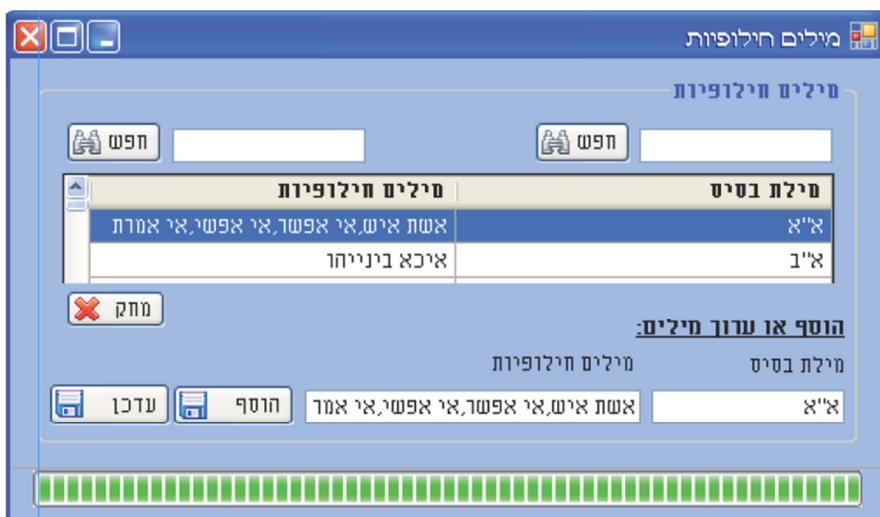 מילים חילופיות
מילים חילופיות
חפש חפש
מילת בסיס מילים חילופיות
א''א אשת איש,אי אפשר,אי אפשי,אי אמרת
א''ב איכא בינייהו
מחק
הוסף או ערוך מילים:
מילת בסיס מילים חילופיות
א''א אשת איש,אי אפשר,אי אפשי,אי אמר הוסף עדכן